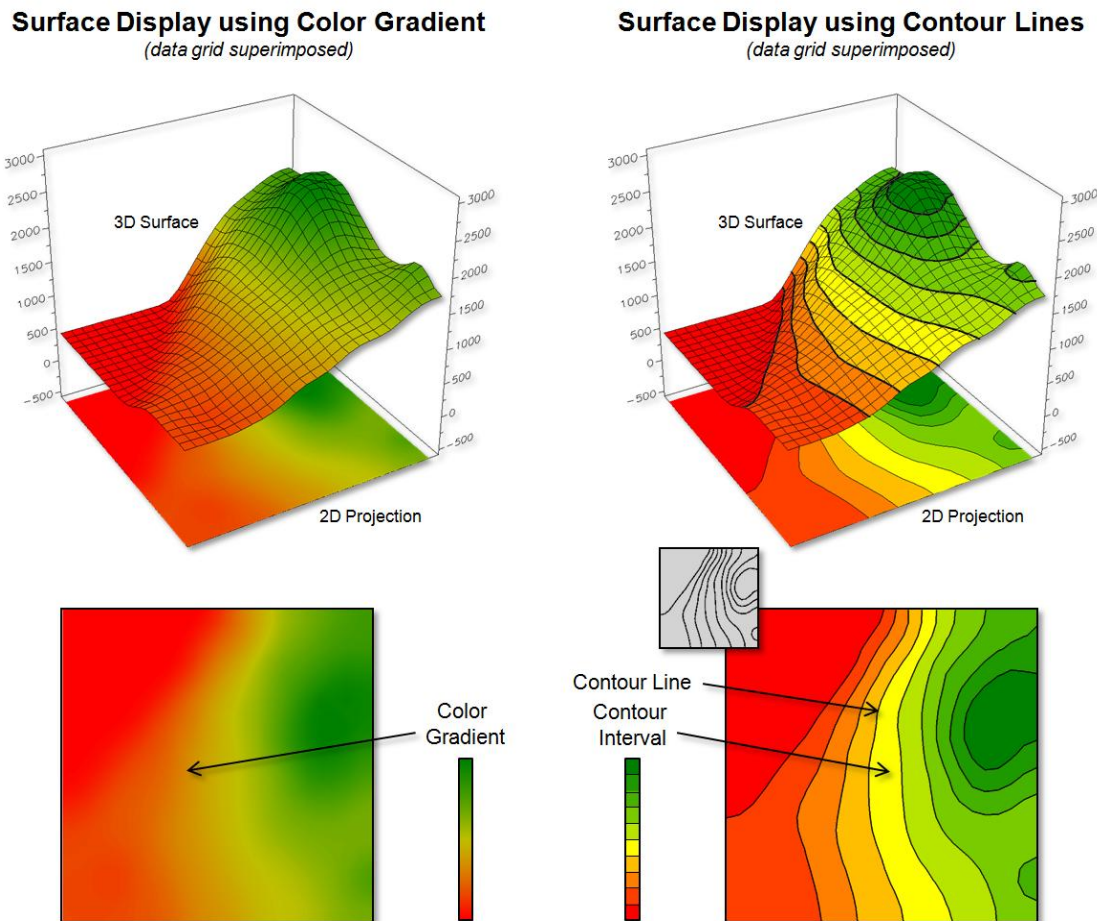 Surface Display using Color Gradient
(data grid superimposed)
3000
2500
2000
1500
1000
500
0
-500
3D Surface
3000
2500
2000
1500
1000
500
0
-500
2D Projection
Color
Gradient
Surface Display using Contour Lines
(data grid superimposed)
3000
2500
2000
1500
1000
500
0
-500
3D Surface
3000
2500
2000
1500
1000
500
0
-500
2D Projection
Contour Line
Contour
Interval